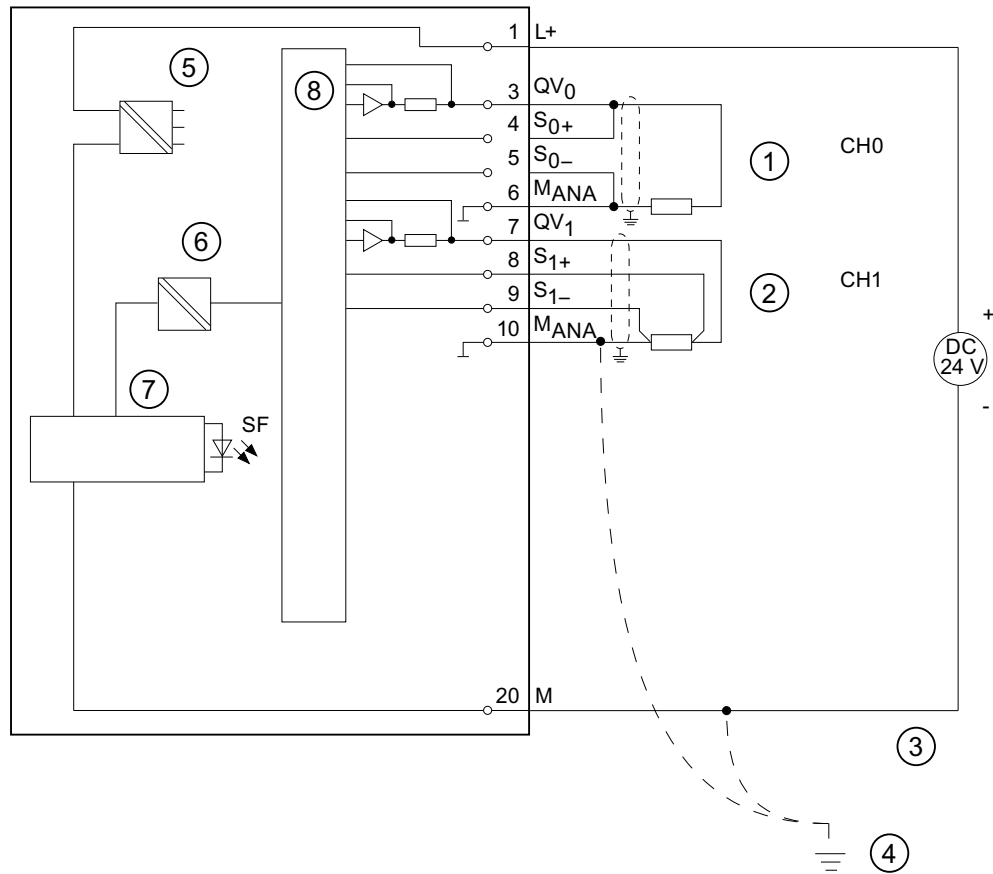 1 L+
5
8
3 QV0
4 S0+
5 S0–
6 MANA
1 CH0
7 QV1
6
8 S1+
9 S1–
10 MANA
2 CH1
+
DC
24 V
-
7
SF
20 M
3
4